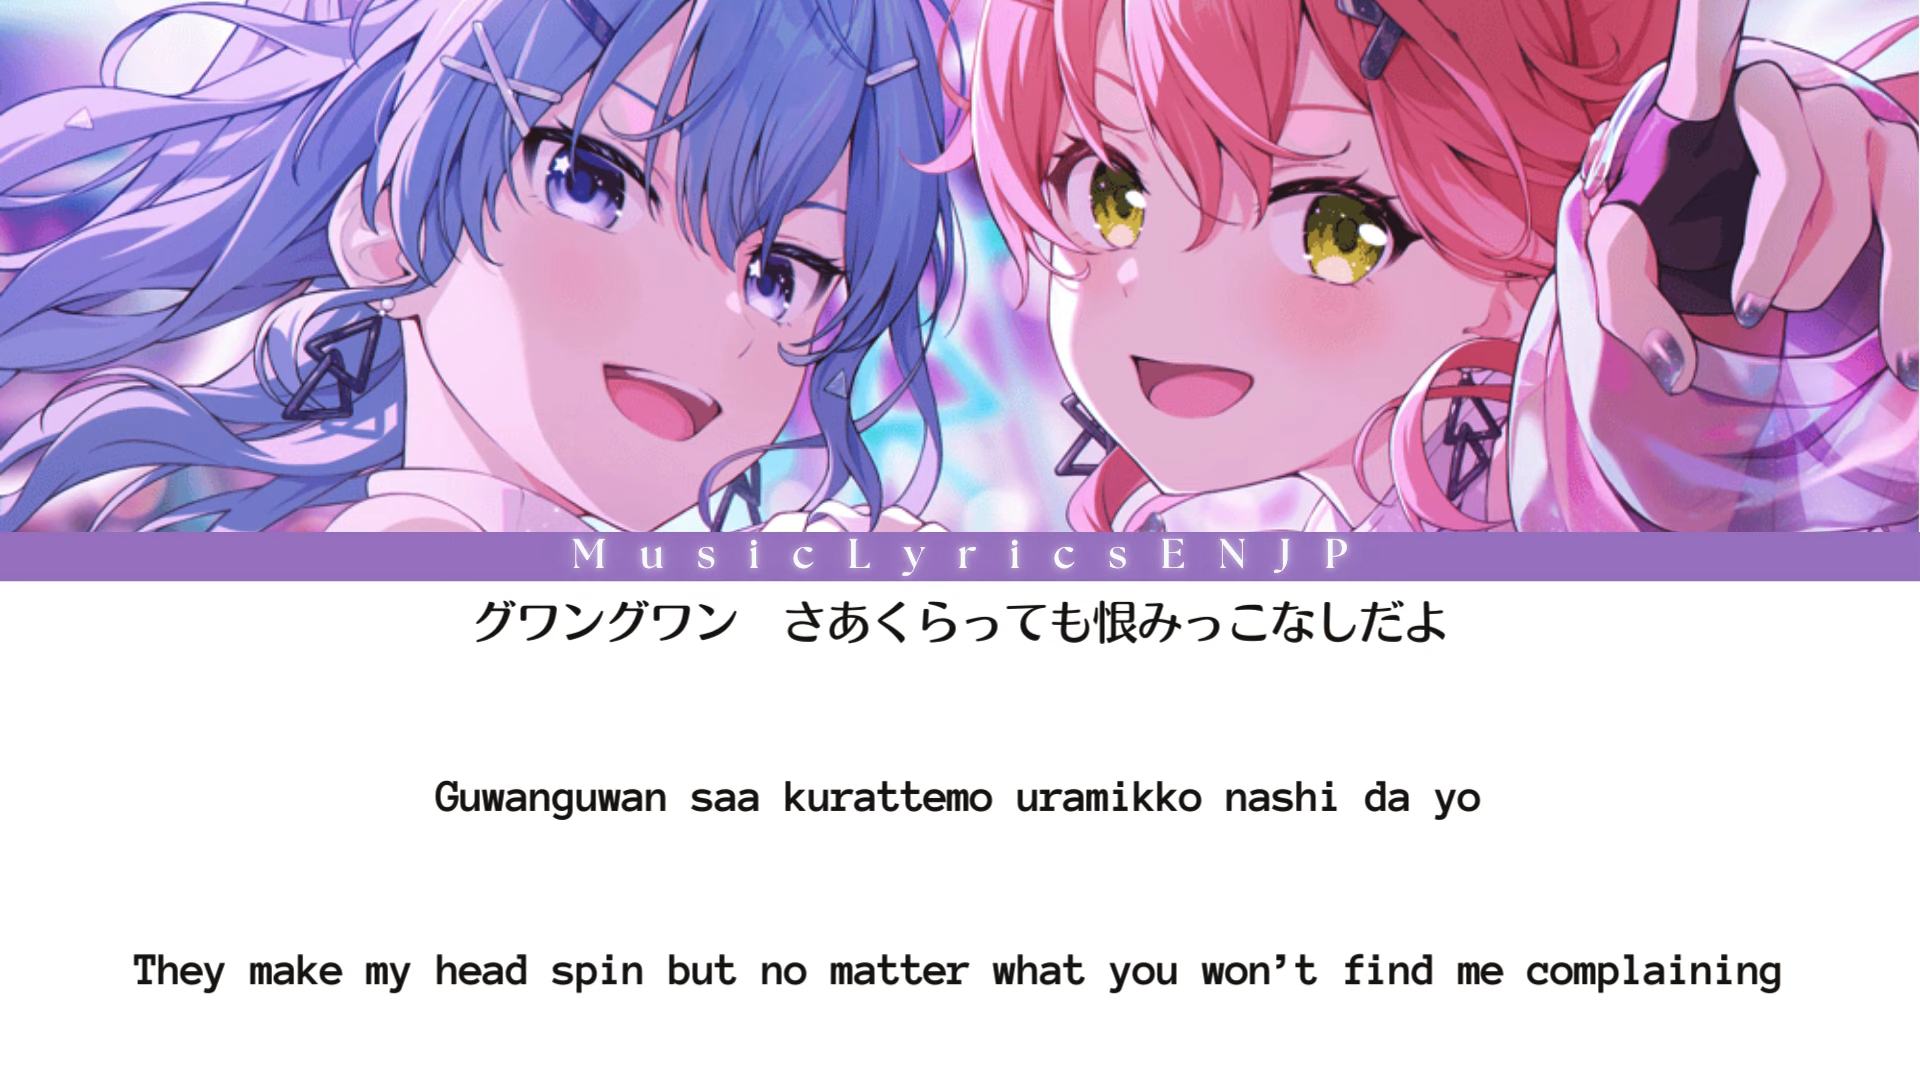 MusicLyricsENJP
グワングワン　さあくらっても恨みっこなしだよ
Guwanguwan saa kurattemo uramikko nashi da yo
They make my head spin but no matter what you won’t find me complaining